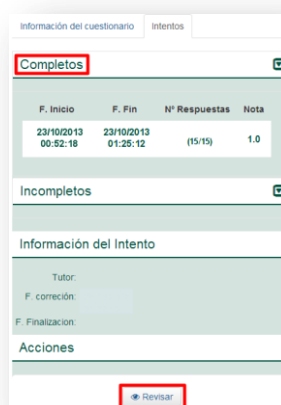 Información del cuestionario Intentos
Completos
F. Inicio F. Fin Nº Respuestas Nota
23/10/2013 23/10/2013 (15/15) 1.0
00:52:18 01:25:12
Incompletos
Información del Intento
Tutor:
F. correción:
F. Finalizacion:
Acciones
Revisar